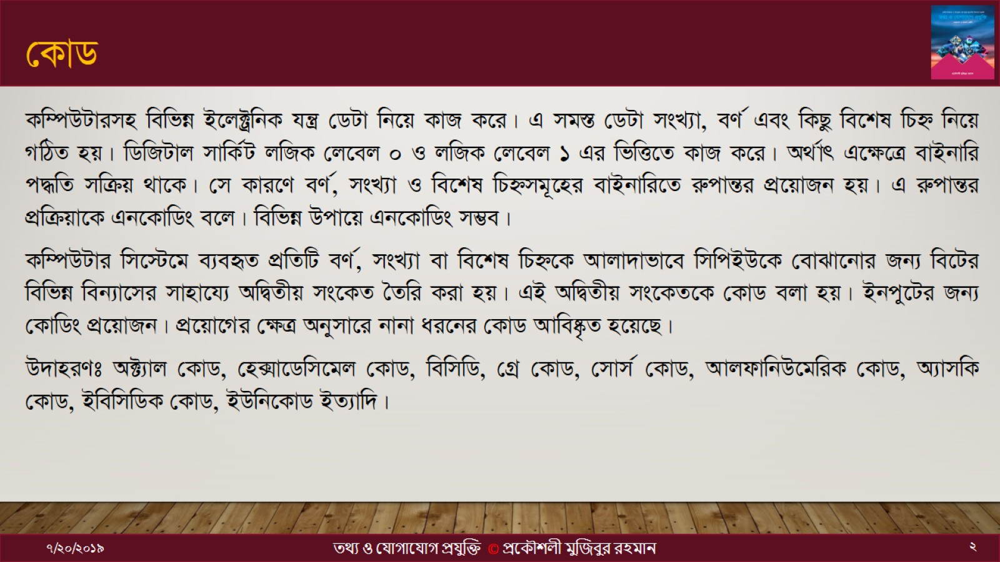 কোড
তথ্য ও যোগাযোগ প্রযুক্তি
কম্পিউটারসহ বিভিন্ন ইলেক্ট্রনিক যন্ত্র ডেটা নিয়ে কাজ করে। এ সমস্ত ডেটা সংখ্যা, বর্ণ এবং কিছু বিশেষ চিহ্ন নিয়ে
গঠিত হয়। ডিজিটাল সার্কিট লজিক লেবেল ০ ও লজিক লেবেল ১ এর ভিত্তিতে কাজ করে। অর্থাৎ এক্ষেত্রে বাইনারি
পদ্ধতি সক্রিয় থাকে। সে কারণে বর্ণ, সংখ্যা ও বিশেষ চিহ্নসমূহের বাইনারিতে রুপান্তর প্রয়োজন হয়। এ রুপান্তর
প্রক্রিয়াকে এনকোডিং বলে। বিভিন্ন উপায়ে এনকোডিং সম্ভব।
কম্পিউটার সিস্টেমে ব্যবহৃত প্রতিটি বর্ণ, সংখ্যা বা বিশেষ চিহ্নকে আলাদাভাবে সিপিইউকে বোঝানোর জন্য বিটের
বিভিন্ন বিন্যাসের সাহায্যে অদ্বিতীয় সংকেত তৈরি করা হয়। এই অদ্বিতীয় সংকেতকে কোড বলা হয়। ইনপুটের জন্য
কোডিং প্রয়োজন। প্রয়োগের ক্ষেত্র অনুসারে নানা ধরনের কোড আবিষ্কৃত হয়েছে।
উদাহরণঃ অক্ট্যাল কোড, হেক্সাডেসিমেল কোড, বিসিডি, গ্রে কোড, সোর্স কোড, আলফানিউমেরিক কোড, অ্যাসকি
কোড, ইবিসিডিক কোড, ইউনিকোড ইত্যাদি।
৭/২০/২০১৯
তথ্য ও যোগাযোগ প্রযুক্তি © প্রকৌশলী মুজিবুর রহমান
২